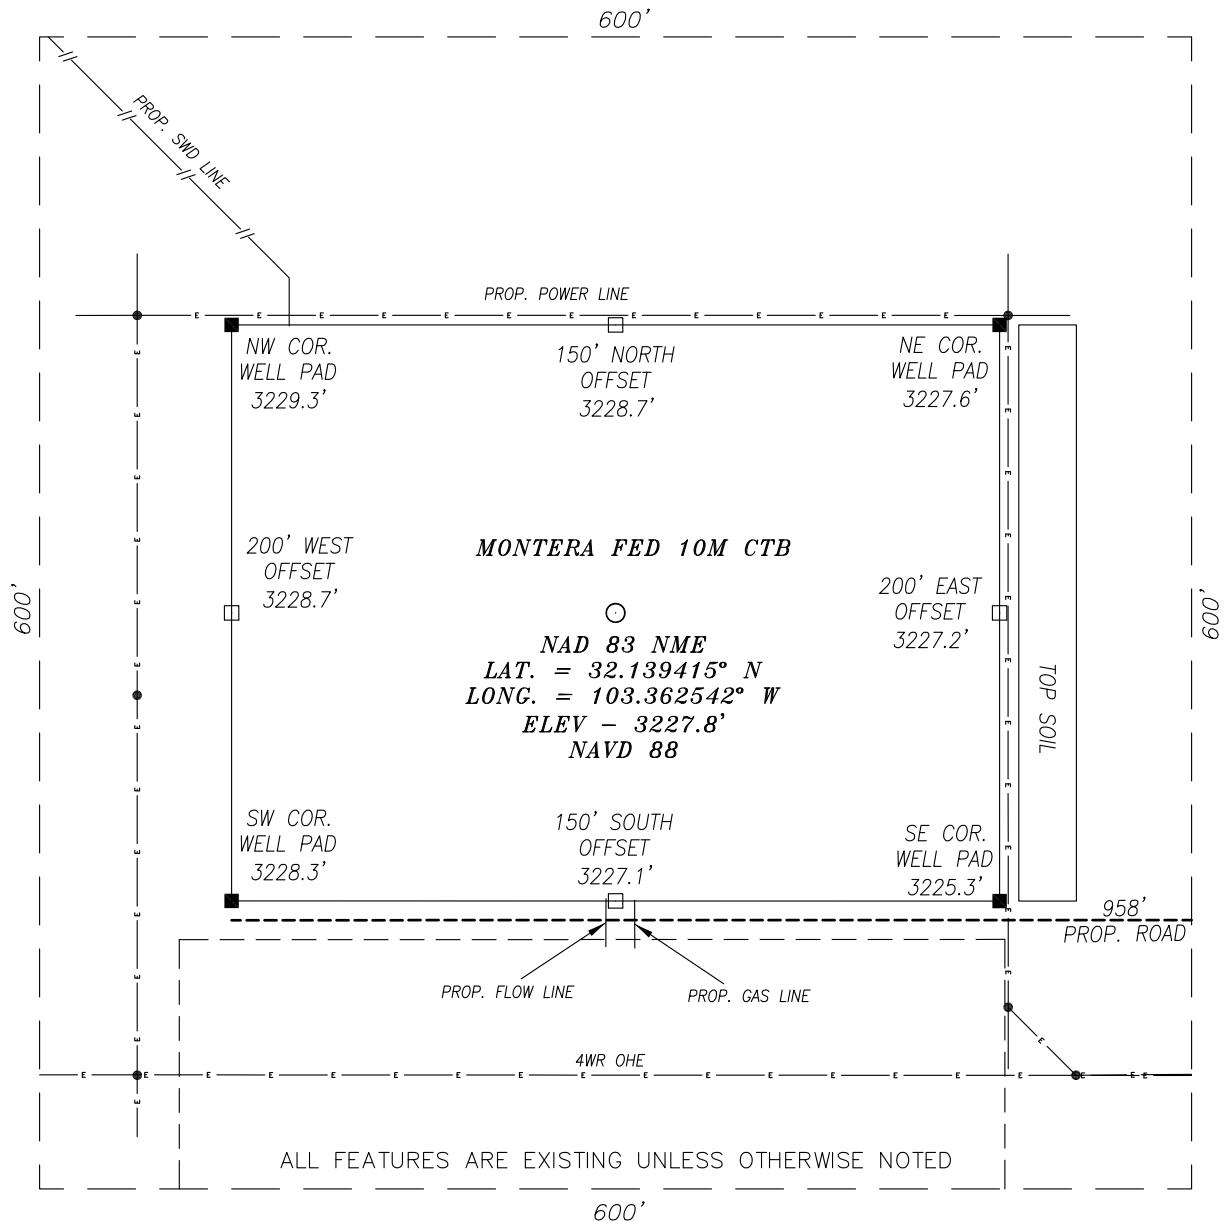 600'
PROP. SWD LINE
PROP. POWER LINE
E E E E E E E E E E E E E
NW COR.
WELL PAD
3229.3'
150' NORTH
OFFSET
3228.7'
NE COR.
WELL PAD
3227.6'
200' WEST
OFFSET
3228.7'
MONTERA FED 10M CTB
200' EAST
OFFSET
3227.2'
600'
600'
NAD 83 NME
LAT. = 32.139415° N
LONG. = 103.362542° W
ELEV – 3227.8'
NAVD 88
TOP SOIL
SW COR.
WELL PAD
3228.3'
150' SOUTH
OFFSET
3227.1'
SE COR.
WELL PAD
3225.3'
958'
PROP. ROAD
PROP. FLOW LINE
PROP. GAS LINE
4WR OHE
ALL FEATURES ARE EXISTING UNLESS OTHERWISE NOTED
600'